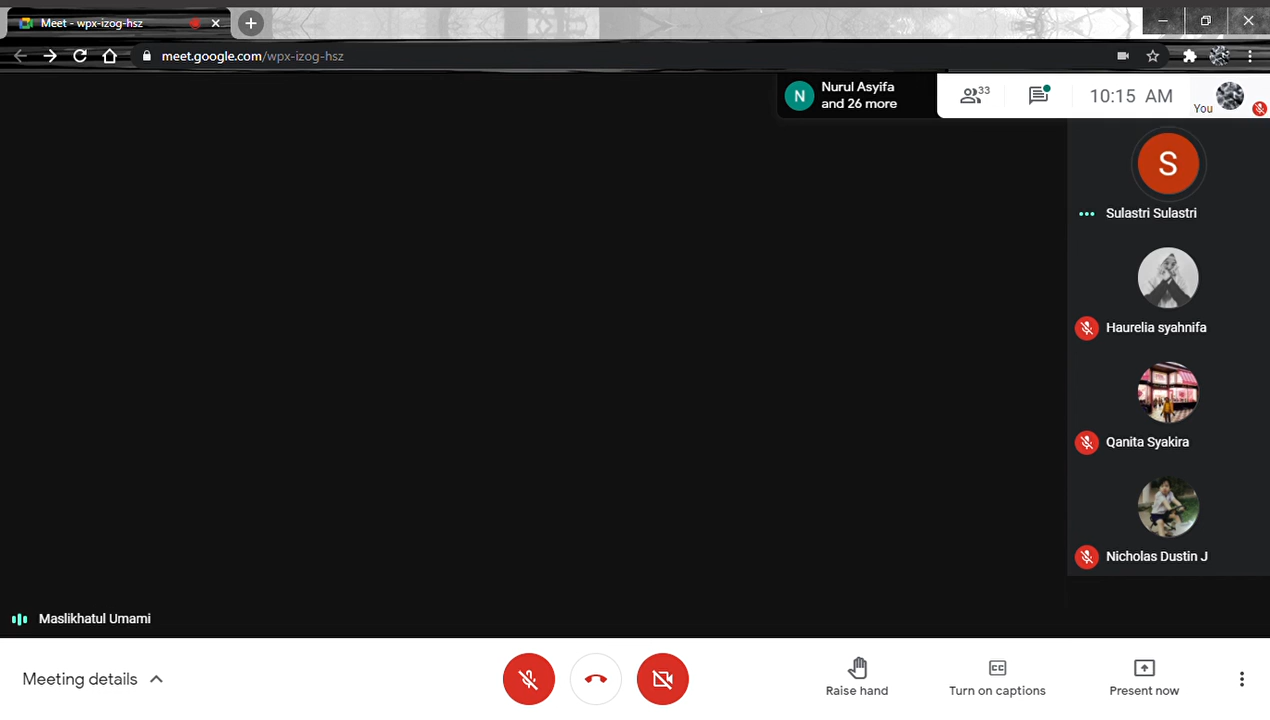 Meet - wpx-izog-hsz
meet.google.com/wpx-izog-hsz
N
Nurul Asyifa
and 26 more
33
10:15 AM
You
S
Sulastri Sulastri
Haurelia syahnifa
Qanita Syakira
Nicholas Dustin J
Maslikhatul Umami
Meeting details
Raise hand
CC
Turn on captions
Present now